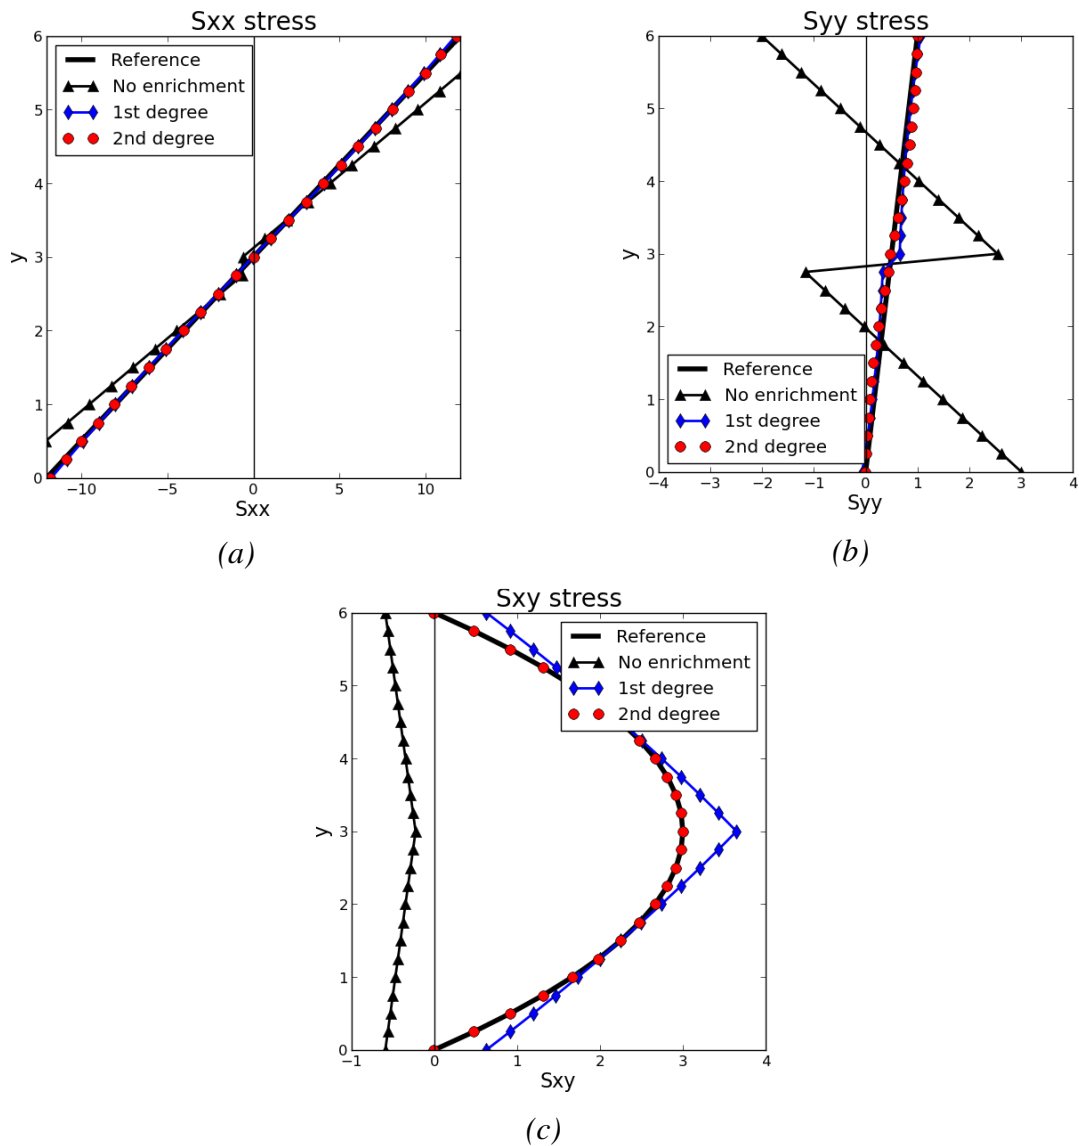 Sxx stress
6
5
4
3
2
1
0
y
Reference
No enrichment
1st degree
2nd degree
−10
−5
0
5
10
Sxx
(a)
Syy stress
6
5
4
3
2
1
0
y
Reference
No enrichment
1st degree
2nd degree
−4
−3
−2
−1
0
1
2
3
4
Syy
(b)
Sxy stress
6
5
4
3
2
1
0
y
Reference
No enrichment
1st degree
2nd degree
−1
0
1
2
3
4
Sxy
(c)